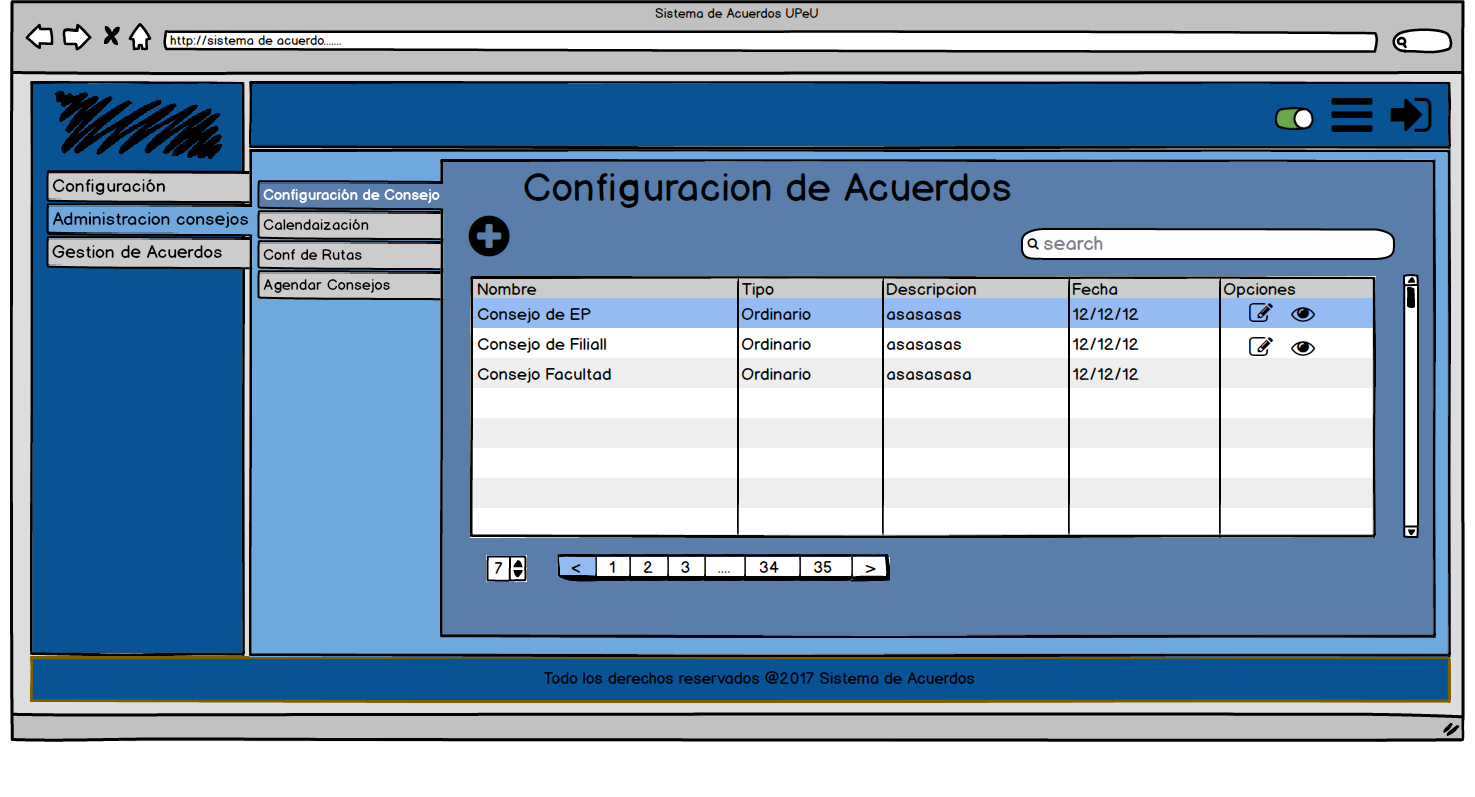 Sistema de Acuerdos UPeU
http://sistema de acuerdo......
Configuración
Administracion consejos
Gestion de Acuerdos
Configuración de Consejo
Calendaización
Conf de Rutas
Agendar Consejos
Configuracion de Acuerdos
search
Nombre Tipo Descripcion Fecha Opciones
Consejo de EP Ordinario asasasas 12/12/12
Consejo de Filiall Ordinario asasasas 12/12/12
Consejo Facultad Ordinario asasasasa 12/12/12
7 < 1 2 3 .... 34 35 >
Todo los derechos reservados @2017 Sistema de Acuerdos